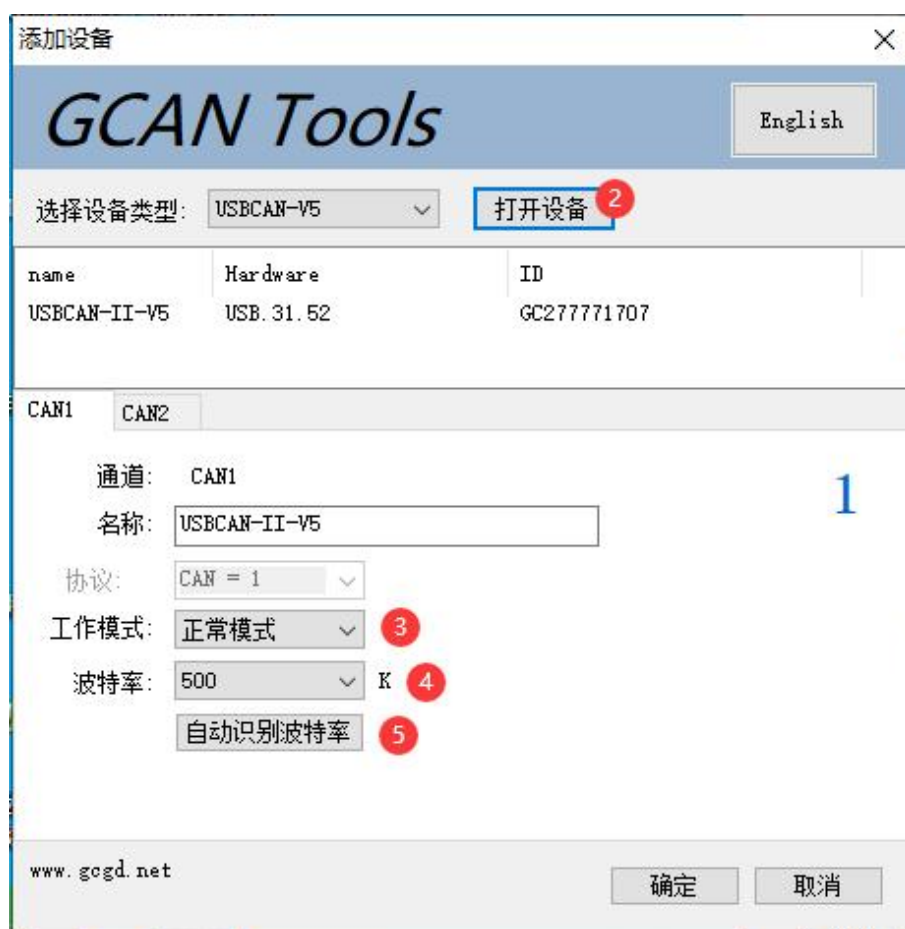 添加设备
GCAN Tools
English
选择设备类型: USBCAN-V5 打开设备 2
name Hardware ID
USBCAN-II-V5 USB.31.52 GC277771707
CAN1 CAN2
通道: CAN1
1
名称: USBCAN-II-V5
协议: CAN = 1
工作模式: 正常模式 3
波特率: 500 K 4
自动识别波特率 5
www.gcgd.net
确定 取消